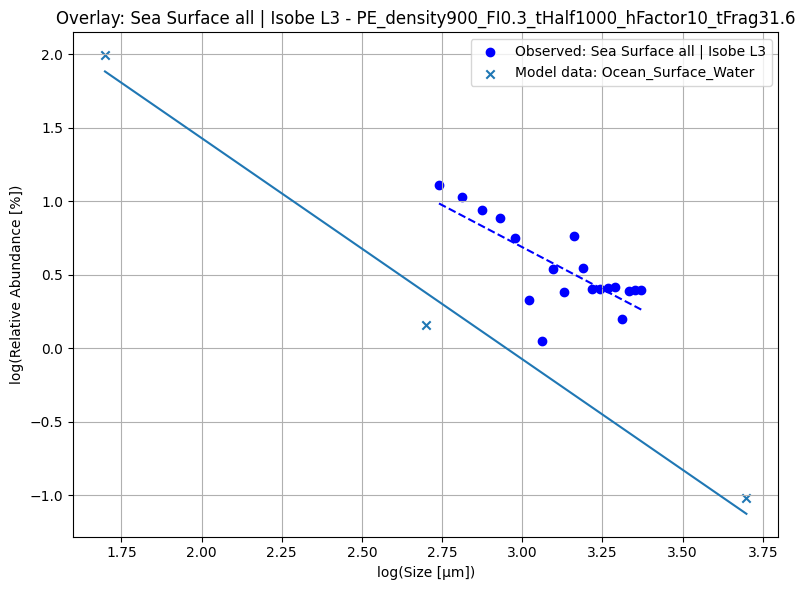 Overlay: Sea Surface all | Isobe L3 - PE_density900_FI0.3_tHalf1000_hFactor10_tFrag31.6
Observed: Sea Surface all | Isobe L3
Model data: Ocean_Surface_Water
log(Relative Abundance [%])
2.0
1.5
1.0
0.5
0.0
−0.5
−1.0
1.75 2.00 2.25 2.50 2.75 3.00 3.25 3.50 3.75
log(Size [μm])